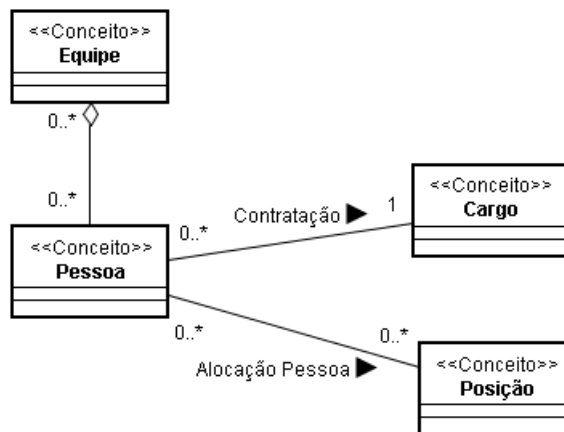 <<Conceito>>
Equipe
0..*
0..*
<<Conceito>>
Pessoa
0..*
Contratação ▶
1
<<Conceito>>
Cargo
0..*
Alocação Pessoa ▶
0..*
<<Conceito>>
Posição